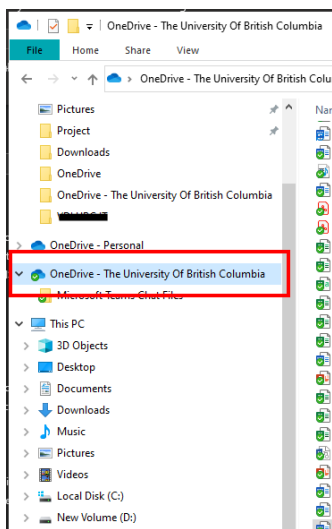 OneDrive - The University Of British Columbia
File Home Share View
OneDrive - The University Of British Colu
Pictures
Project
Downloads
OneDrive
OneDrive - The University Of British Columbia
OneDrive - Personal
OneDrive - The University Of British Columbia
Microsoft Teams Chat Files
This PC
3D Objects
Desktop
Documents
Downloads
Music
Pictures
Videos
Local Disk (C:)
New Volume (D:)
Nar